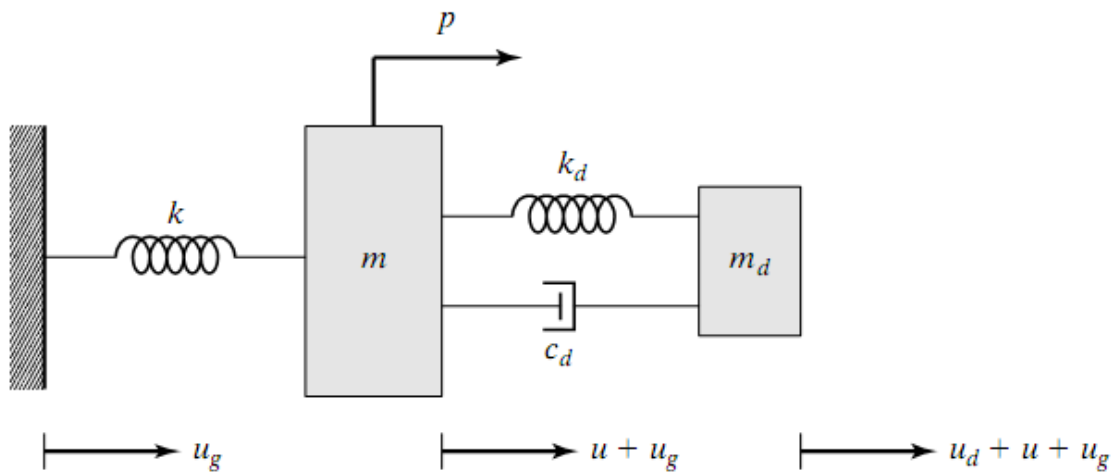 p
k_d
k
m
m_d
c_d
u_g
u + u_g
u_d + u + u_g